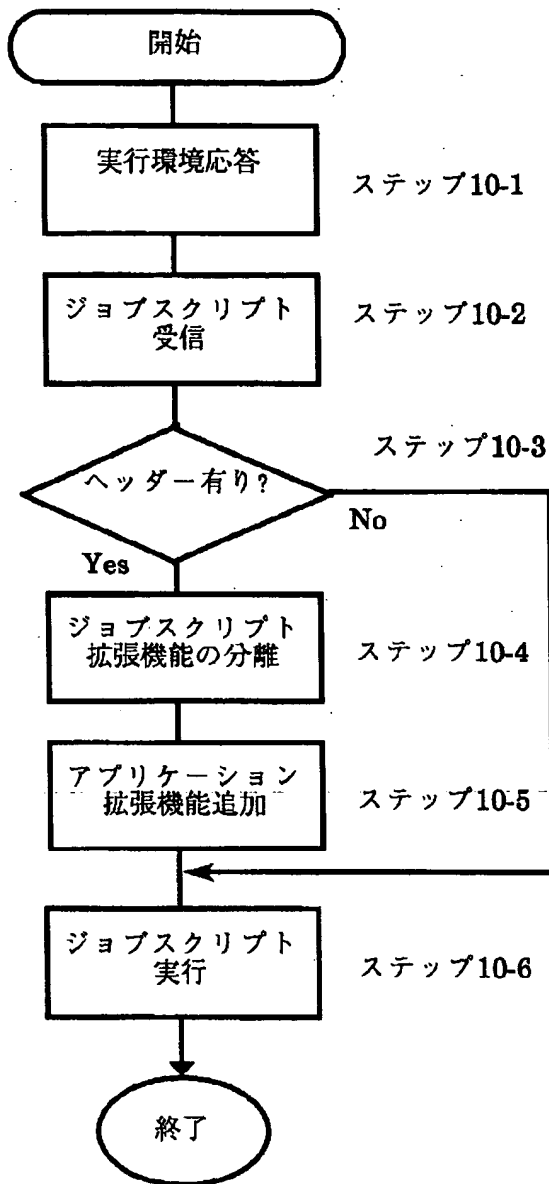 開始
実行環境応答
ステップ10-1
ジョブスクリプト
受信
ステップ10-2
ステップ10-3
ヘッダー有り?
No
Yes
ジョブスクリプト
拡張機能の分離
ステップ10-4
アプリケーション
拡張機能追加
ステップ10-5
ジョブスクリプト
実行
ステップ10-6
終了